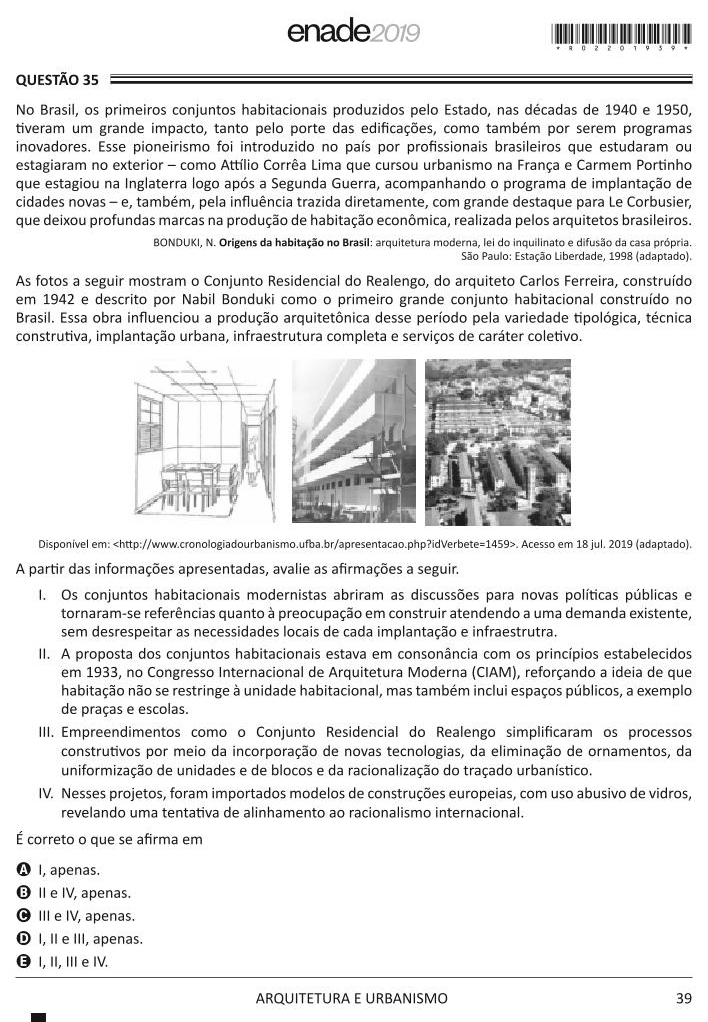 enade2019
*R0220193​9*
QUESTÃO 35
No Brasil, os primeiros conjuntos habitacionais produzidos pelo Estado, nas décadas de 1940 e 1950,
tiveram um grande impacto, tanto pelo porte das edificações, como também por serem programas
inovadores. Esse pioneirismo foi introduzido no país por profissionais brasileiros que estudaram ou
estagiaram no exterior – como Attílio Corrêa Lima que cursou urbanismo na França e Carmem Portinho
que estagiou na Inglaterra logo após a Segunda Guerra, acompanhando o programa de implantação de
cidades novas – e, também, pela influência trazida diretamente, com grande destaque para Le Corbusier,
que deixou profundas marcas na produção de habitação econômica, realizada pelos arquitetos brasileiros.
BONDUKI, N. Origens da habitação no Brasil: arquitetura moderna, lei do inquilinato e difusão da casa própria.
São Paulo: Estação Liberdade, 1998 (adaptado).
As fotos a seguir mostram o Conjunto Residencial do Realengo, do arquiteto Carlos Ferreira, construído
em 1942 e descrito por Nabil Bonduki como o primeiro grande conjunto habitacional construído no
Brasil. Essa obra influenciou a produção arquitetônica desse período pela variedade tipológica, técnica
construtiva, implantação urbana, infraestrutura completa e serviços de caráter coletivo.
Disponível em: <http://www.cronologiadourbanismo.ufba.br/apresentacao.php?idVerbete=1459>. Acesso em 18 jul. 2019 (adaptado).
A partir das informações apresentadas, avalie as afirmações a seguir.
I. Os conjuntos habitacionais modernistas abriram as discussões para novas políticas públicas e
tornaram-se referências quanto à preocupação em construir atendendo a uma demanda existente,
sem desrespeitar as necessidades locais de cada implantação e infraestrutra.
II. A proposta dos conjuntos habitacionais estava em consonância com os princípios estabelecidos
em 1933, no Congresso Internacional de Arquitetura Moderna (CIAM), reforçando a ideia de que
habitação não se restringe à unidade habitacional, mas também inclui espaços públicos, a exemplo
de praças e escolas.
III. Empreendimentos como o Conjunto Residencial do Realengo simplificaram os processos
construtivos por meio da incorporação de novas tecnologias, da eliminação de ornamentos, da
uniformização de unidades e de blocos e da racionalização do traçado urbanístico.
IV. Nesses projetos, foram importados modelos de construções europeias, com uso abusivo de vidros,
revelando uma tentativa de alinhamento ao racionalismo internacional.
É correto o que se afirma em
A I, apenas.
B II e IV, apenas.
C III e IV, apenas.
D I, II e III, apenas.
E I, II, III e IV.
ARQUITETURA E URBANISMO
39